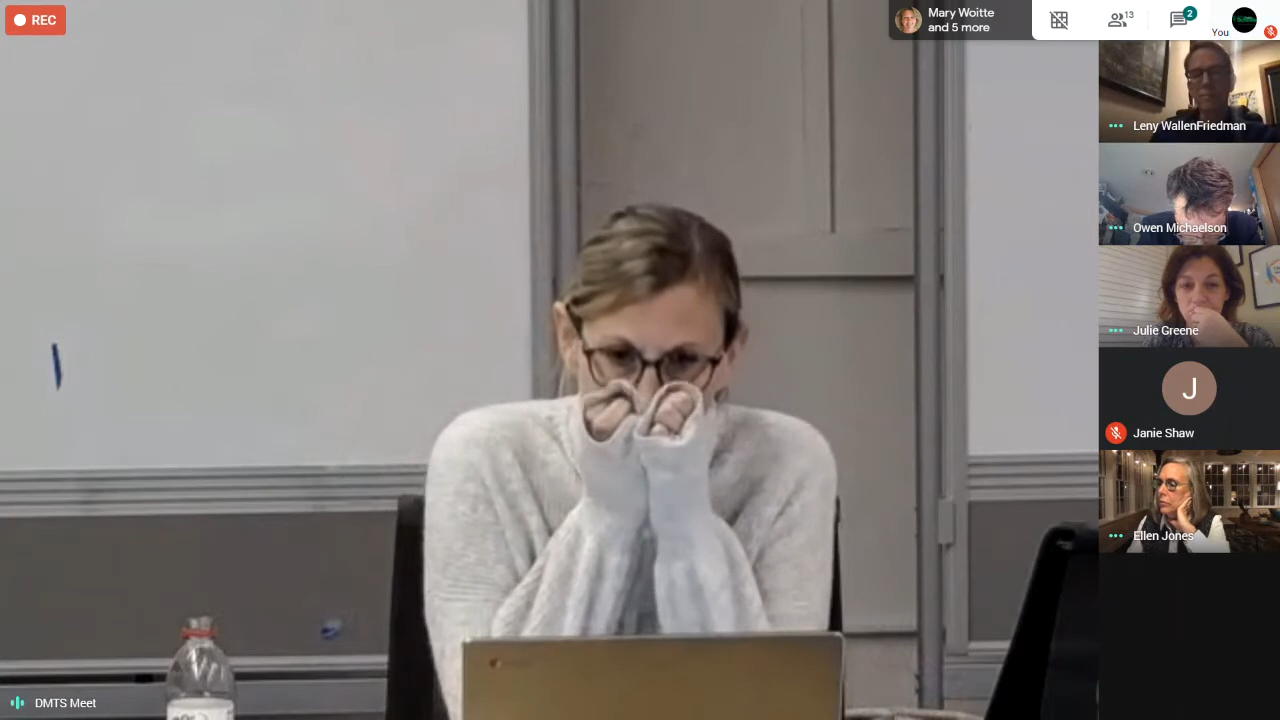 REC
Mary Woitte
and 5 more
13
2
You
Leny WallenFriedman
Owen Michaelson
Julie Greene
J
Janie Shaw
Ellen Jones
DMTS Meet